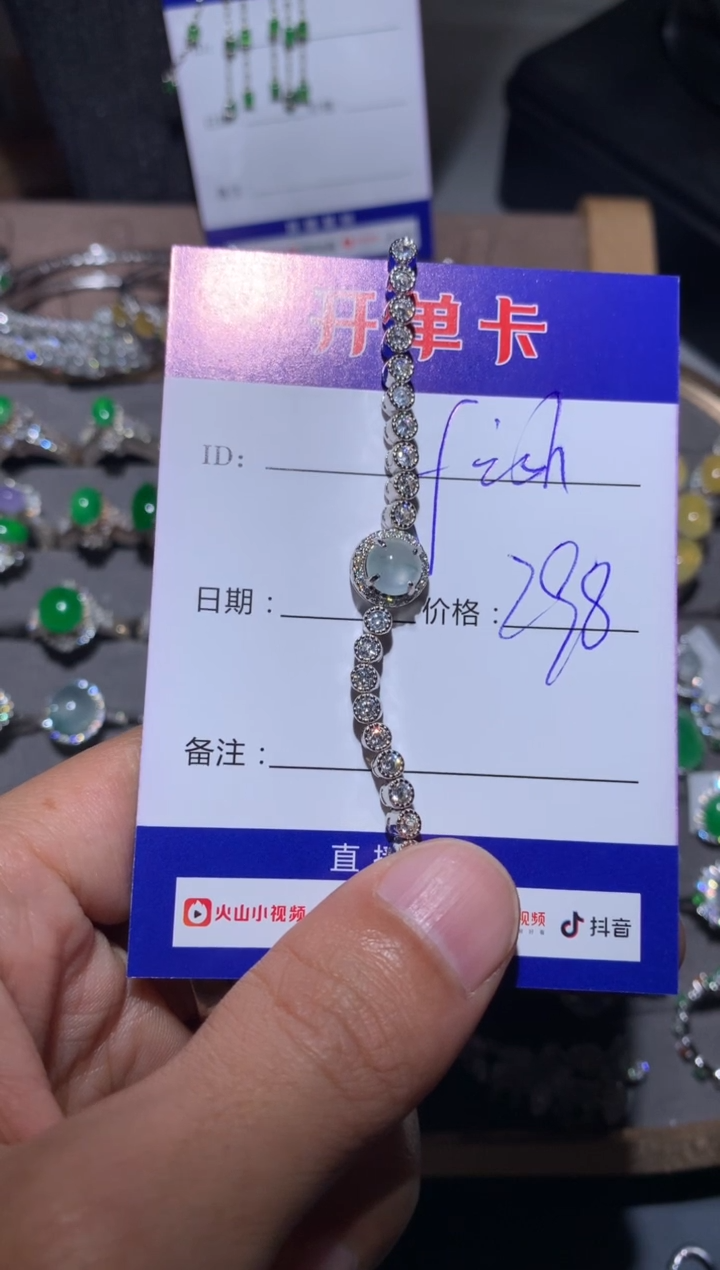 开单卡
ID: fish
日期： 价格：298
备注：
直
火山小视频 视频 抖音